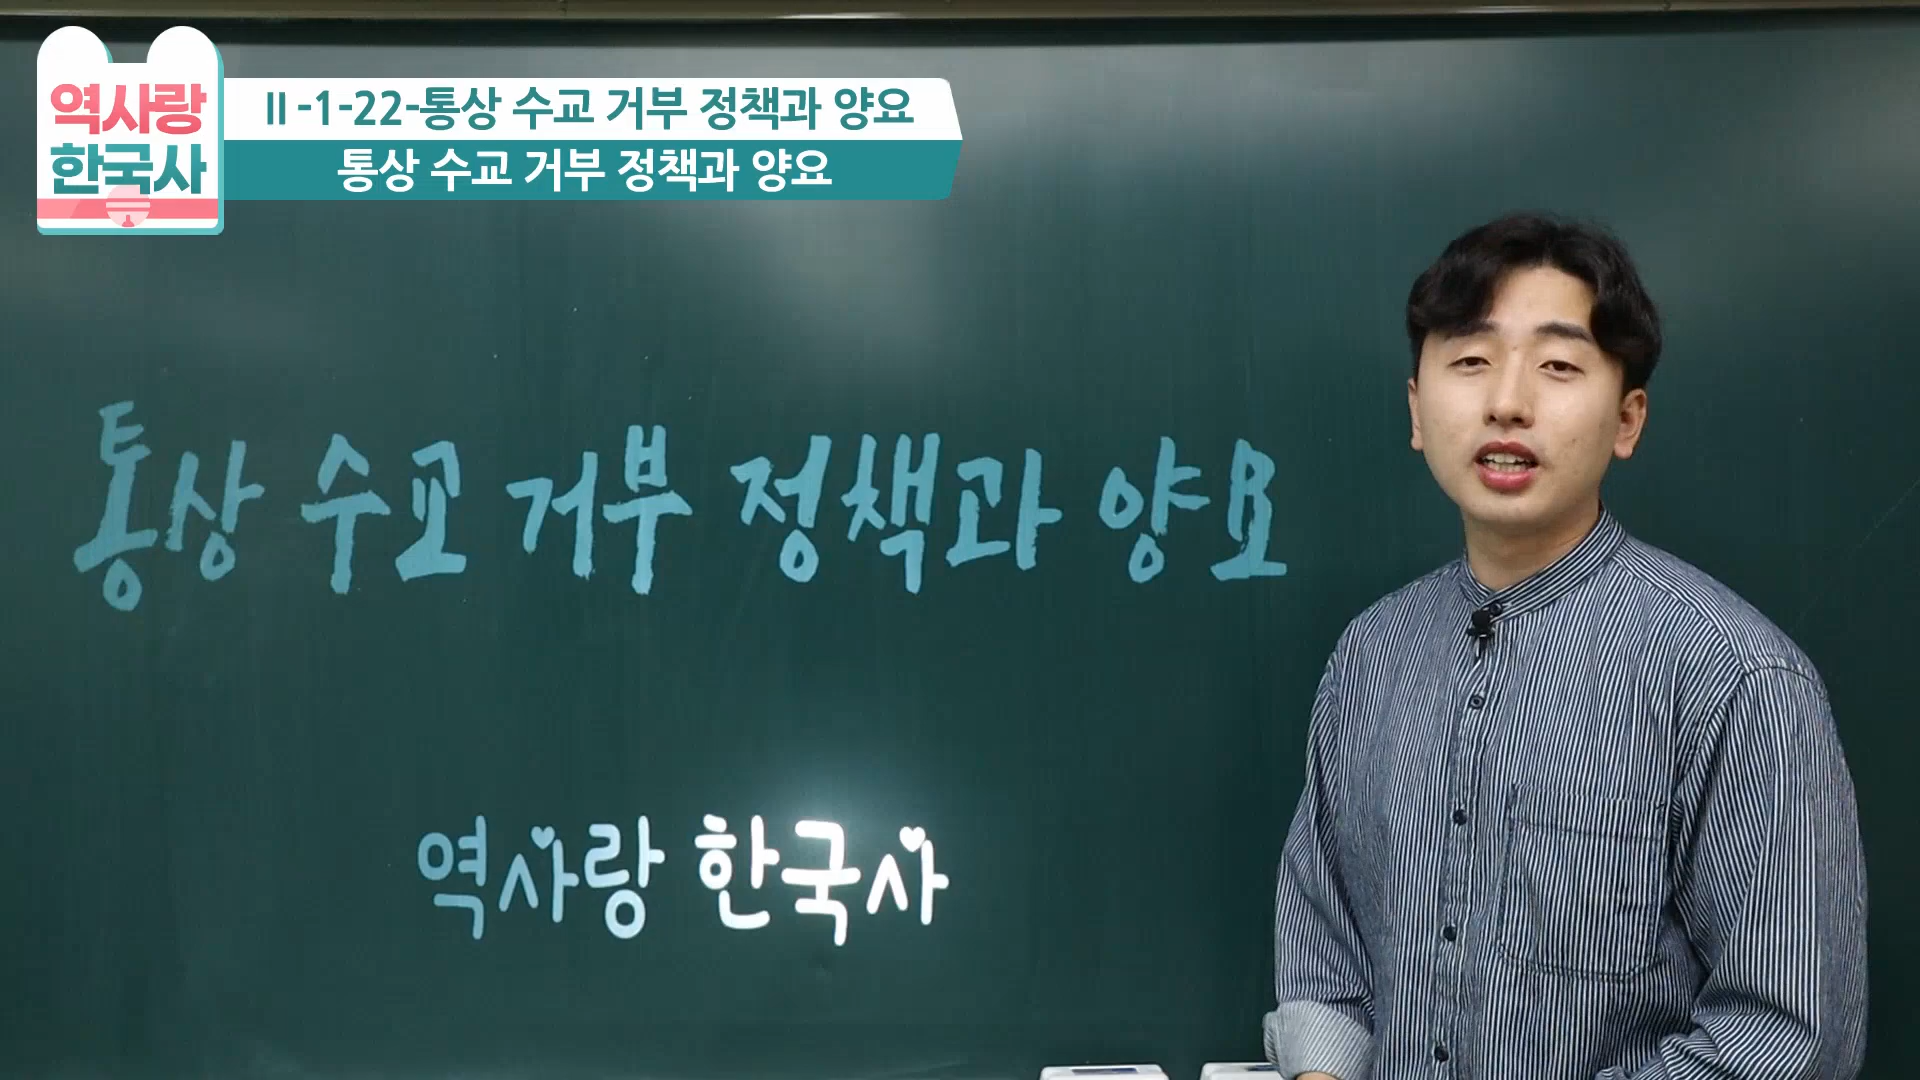 역사랑
한국사
Ⅱ-1-22-통상 수교 거부 정책과 양요
통상 수교 거부 정책과 양요
통상 수교 거부 정책과 양요
역사랑 한국사